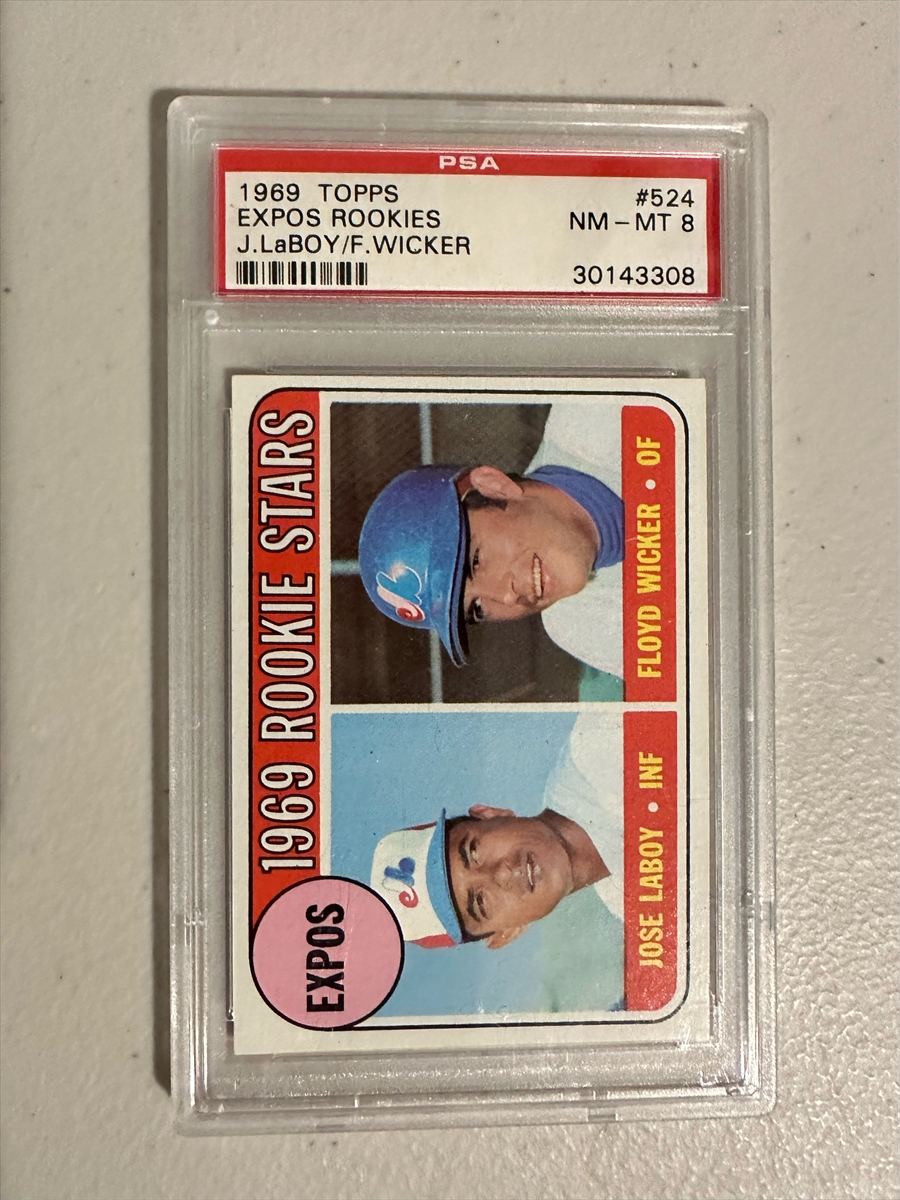 PSA
1969 TOPPS #524
EXPOS ROOKIES NM-MT 8
J.LaBOY/F.WICKER
30143308
1969 ROOKIE STARS
EXPOS
JOSE LABOY • INF
FLOYD WICKER • OF